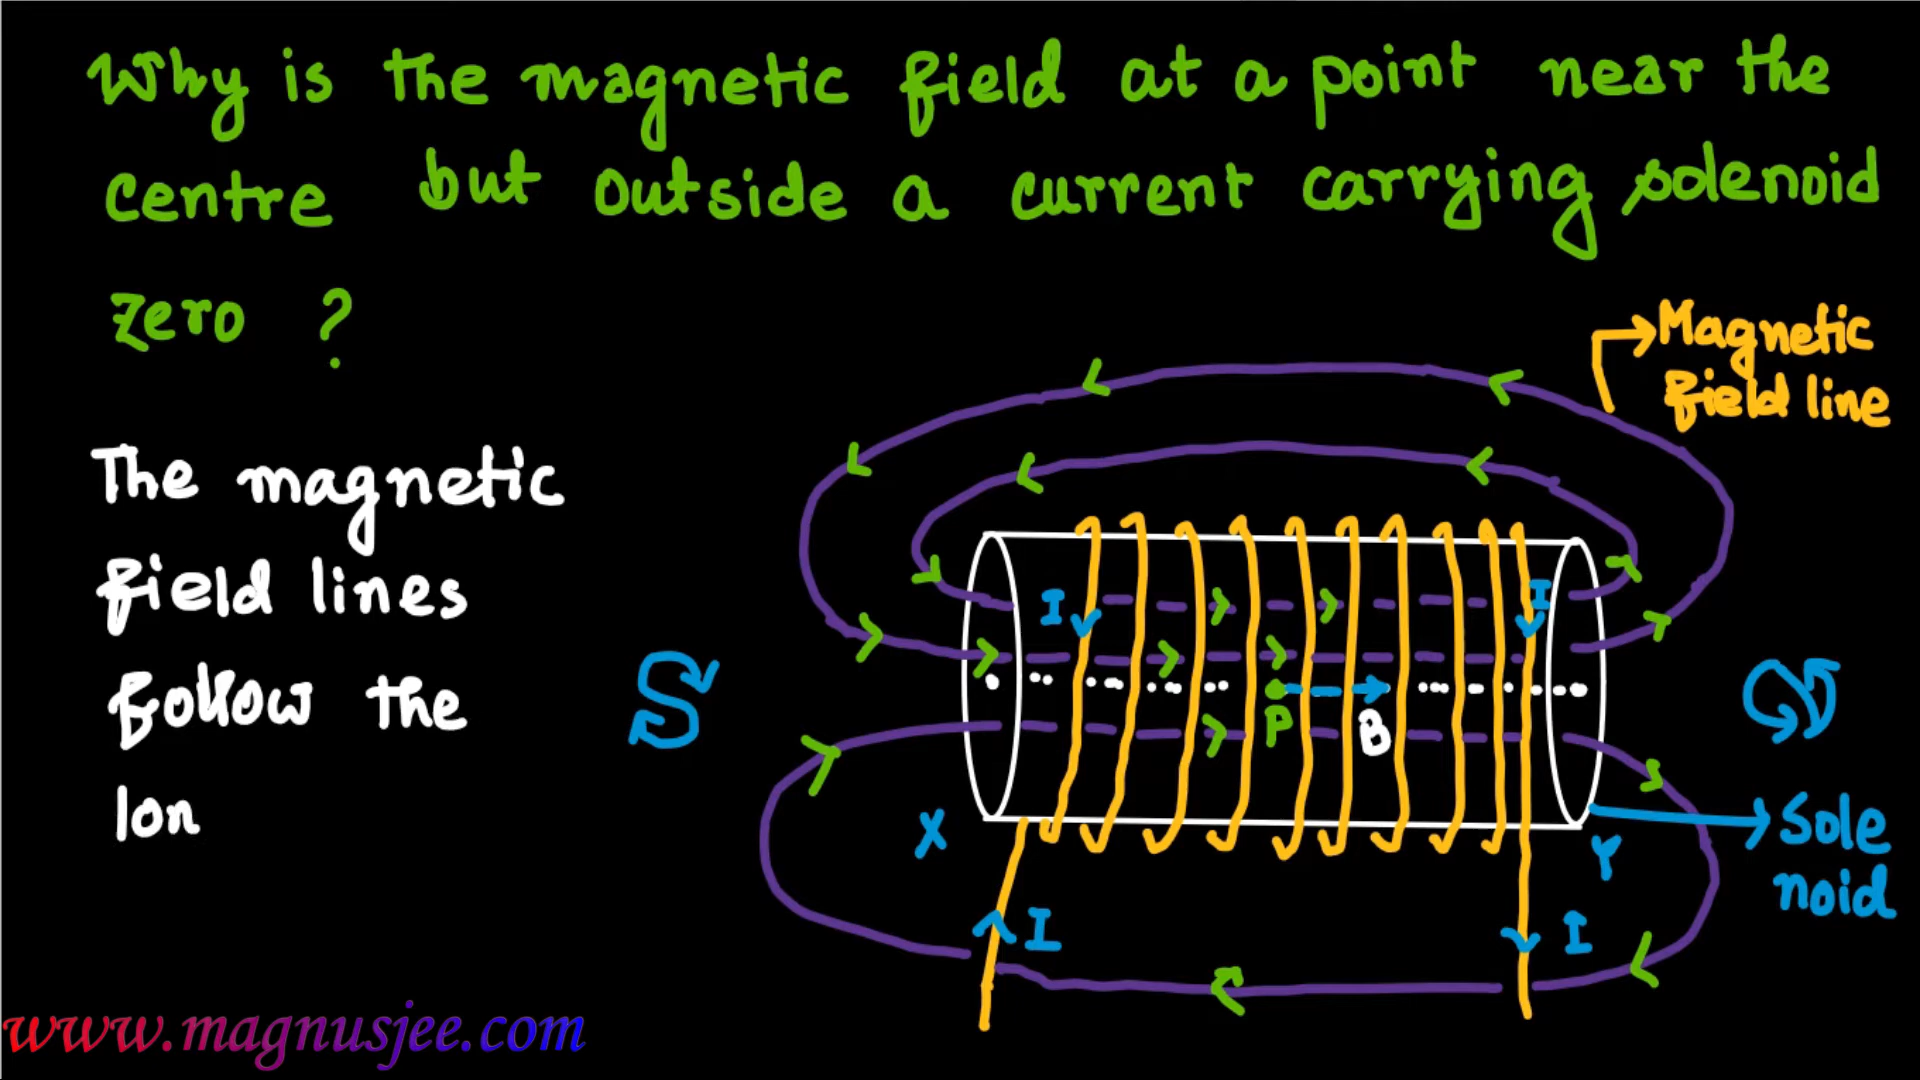 Why is the magnetic field at a point near the
centre but outside a current carrying solenoid
zero ?
Magnetic
field line
The magnetic
field lines
follow the
lon
I
I
S
P
B
N
X
Y
Sole
noid
I
I
www.magnusjee.com